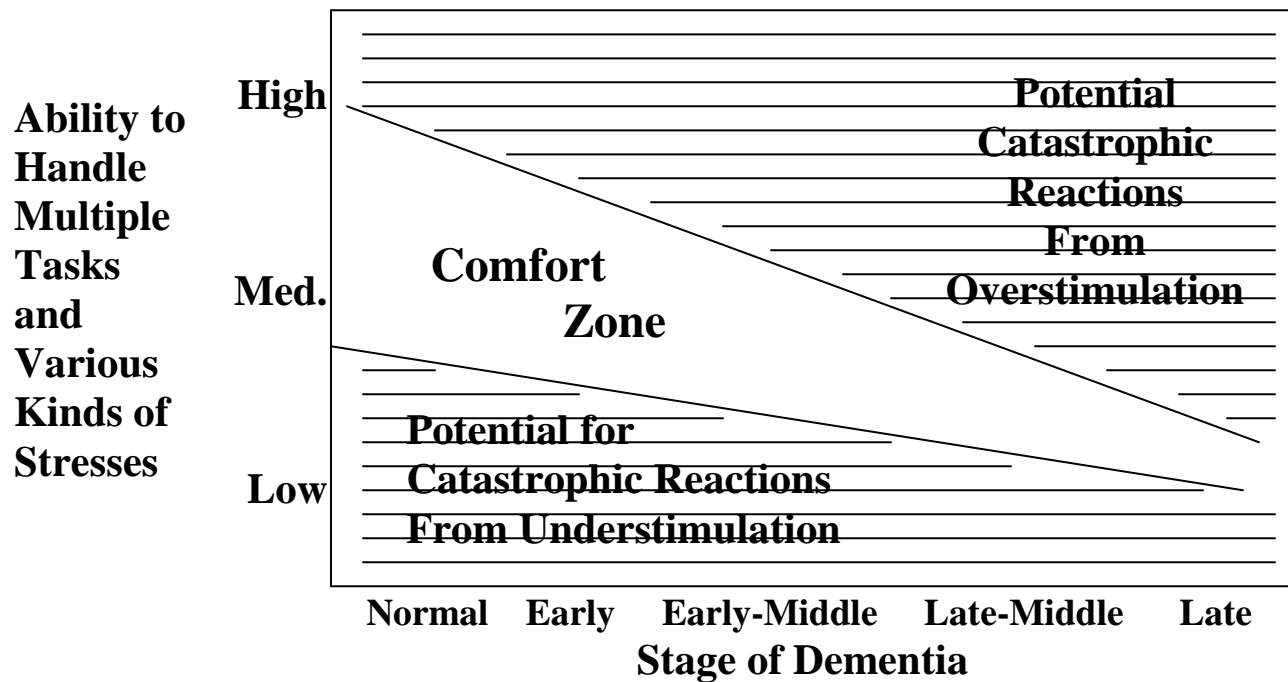 Ability to
Handle
Multiple
Tasks
and
Various
Kinds of
Stresses
High
Med.
Low
Potential
Catastrophic
Reactions
From
Overstimulation
Comfort
Zone
Potential for
Catastrophic Reactions
From Understimulation
Normal Early Early-Middle Late-Middle Late
Stage of Dementia